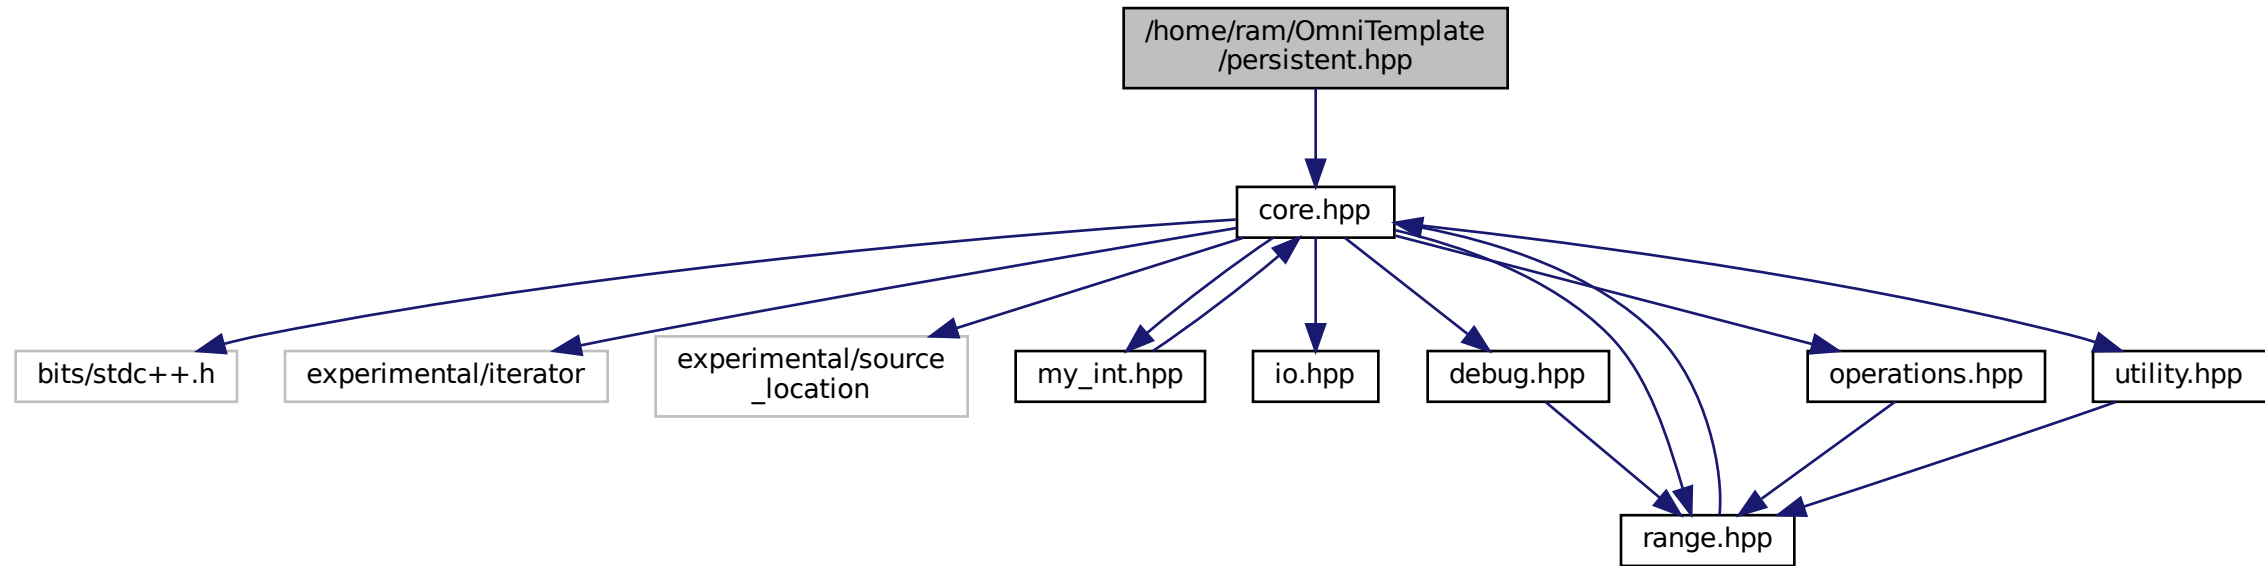 /home/ram/OmniTemplate
/persistent.hpp
core.hpp
bits/stdc++.h
experimental/iterator
experimental/source
_location
my_int.hpp
io.hpp
debug.hpp
operations.hpp
utility.hpp
range.hpp